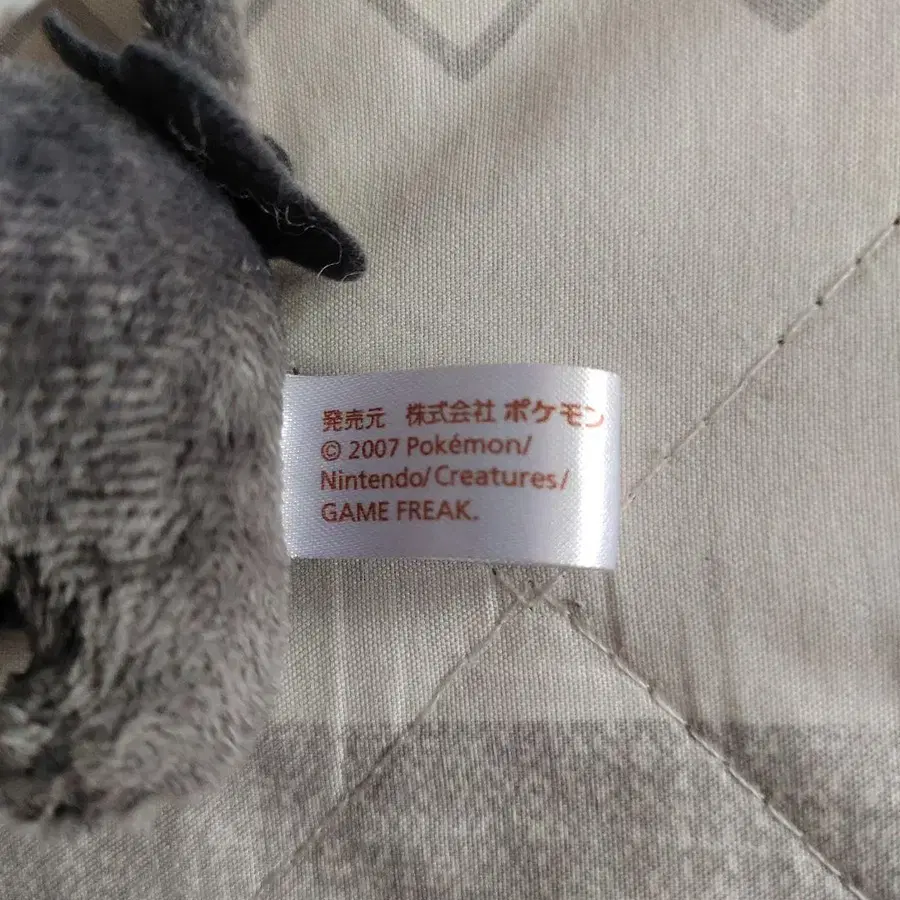 発売元 株式会社 ポケモン
© 2007 Pokémon/
Nintendo/Creatures/
GAME FREAK.